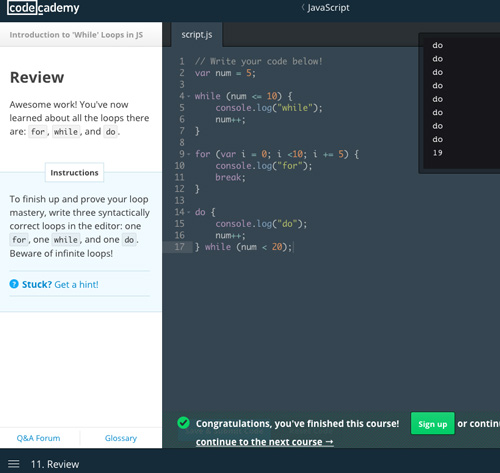 codecademy
〈 JavaScript
Introduction to 'While' Loops in JS
Review
Awesome work! You've now
learned about all the loops there
are: for, while, and do.
Instructions
To finish up and prove your loop
mastery, write three syntactically
correct loops in the editor: one
for, one while, and one do.
Beware of infinite loops!
? Stuck? Get a hint!
Q&A Forum
Glossary
script.js
1 // Write your code below!
2 var num = 5;
3
4 while (num <= 10) {
5 console.log("while");
6 num++;
7 }
8
9 for (var i = 0; i <10; i += 5) {
10 console.log("for");
11 break;
12 }
13
14 do {
15 console.log("do");
16 num++;
17 } while (num < 20);
do
do
do
do
do
do
do
do
19
Congratulations, you've finished this course! Sign up or contin
continue to the next course →
11. Review